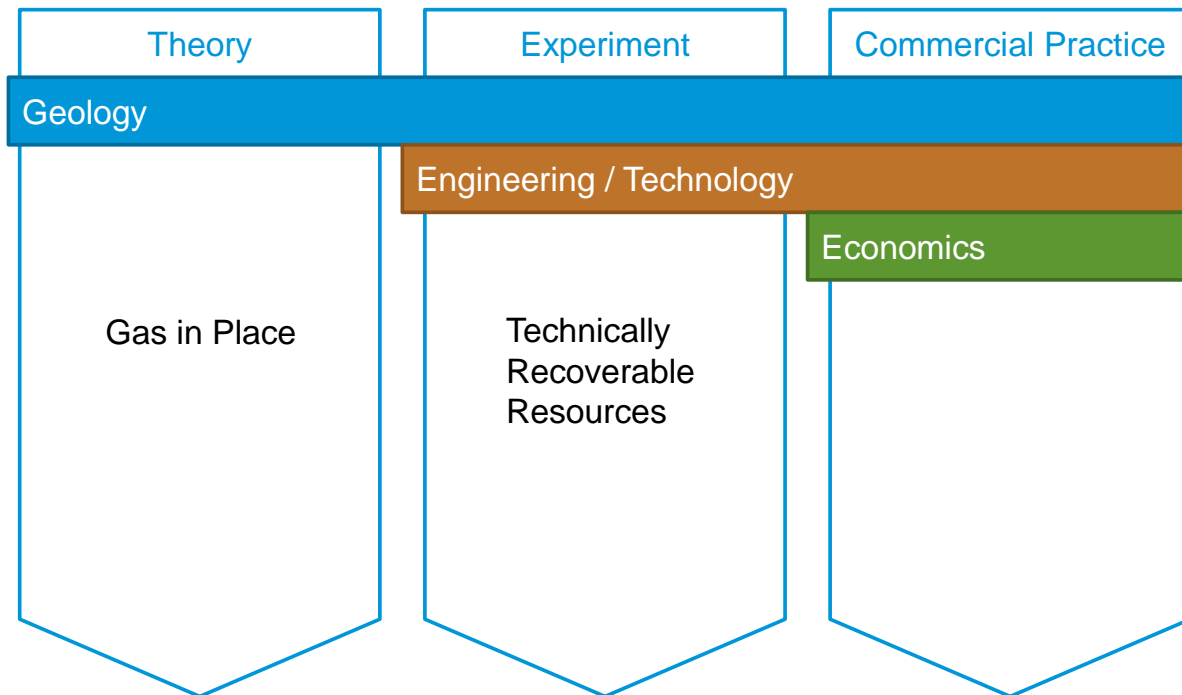 Theory
Experiment
Commercial Practice
Geology
Engineering / Technology
Economics
Gas in Place
Technically
Recoverable
Resources